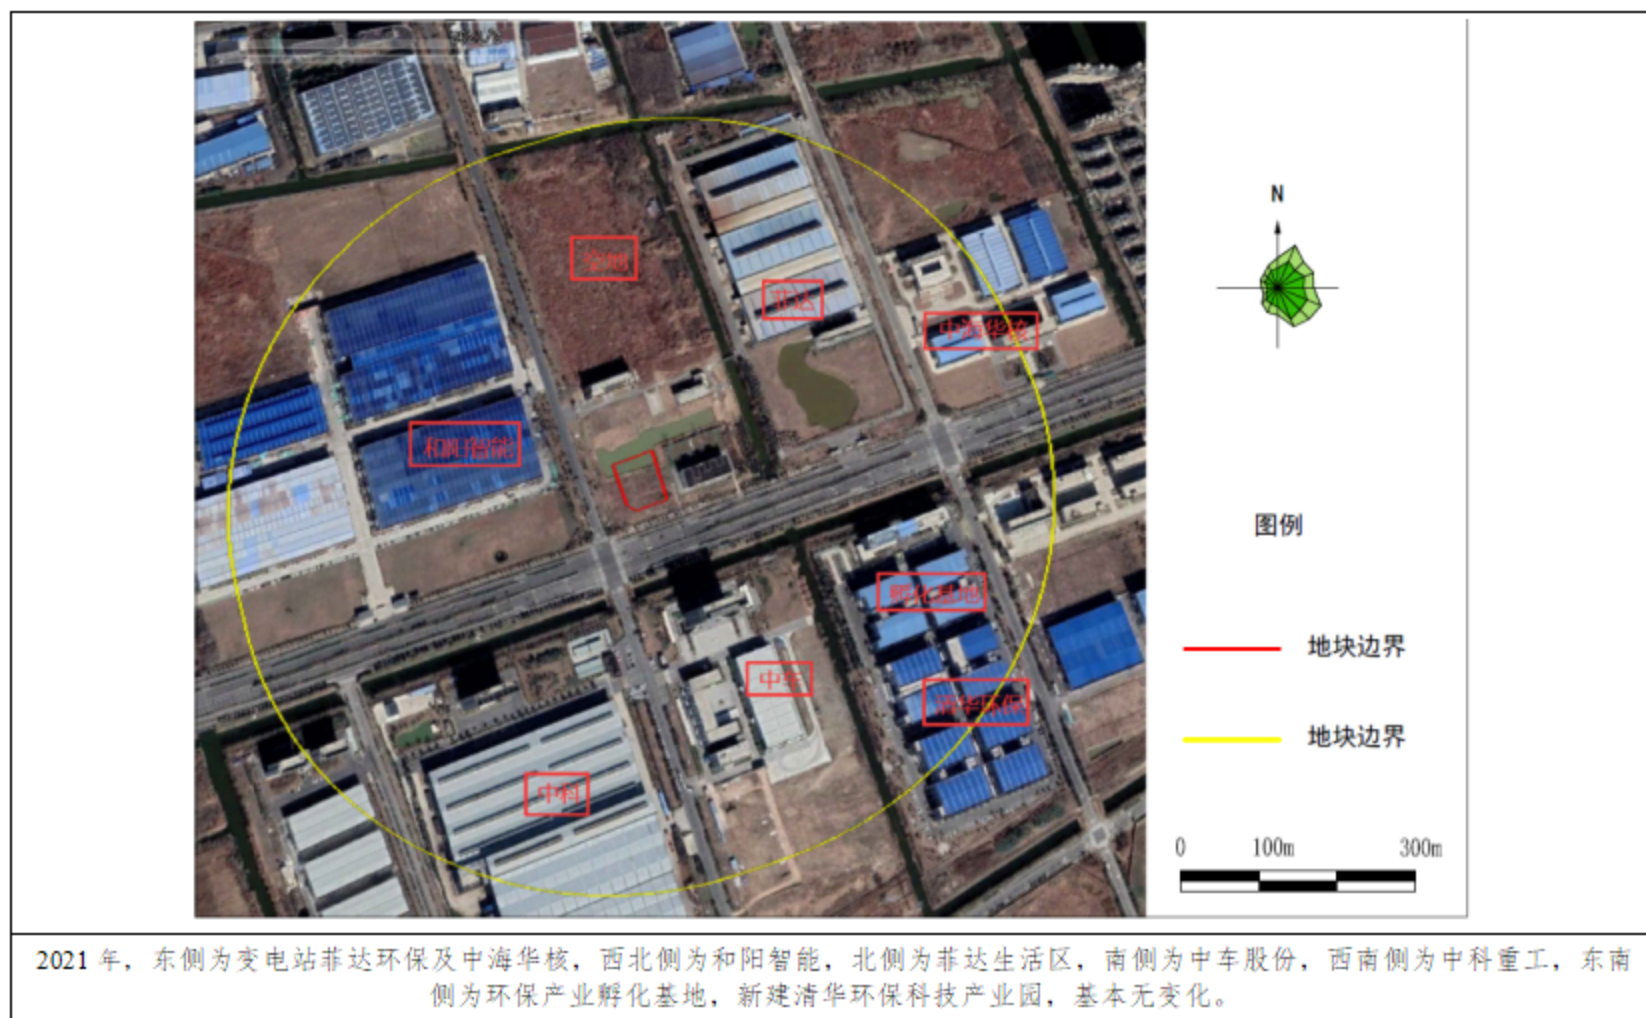 N
空地
菲达
中海华核
和阳智能
图例
孵化基地
地块边界
中车
清华环保
地块边界
中科
0 100m 300m
2021 年，东侧为变电站菲达环保及中海华核，西北侧为和阳智能，北侧为菲达生活区，南侧为中车股份，西南侧为中科重工，东南
侧为环保产业孵化基地，新建清华环保科技产业园，基本无变化。